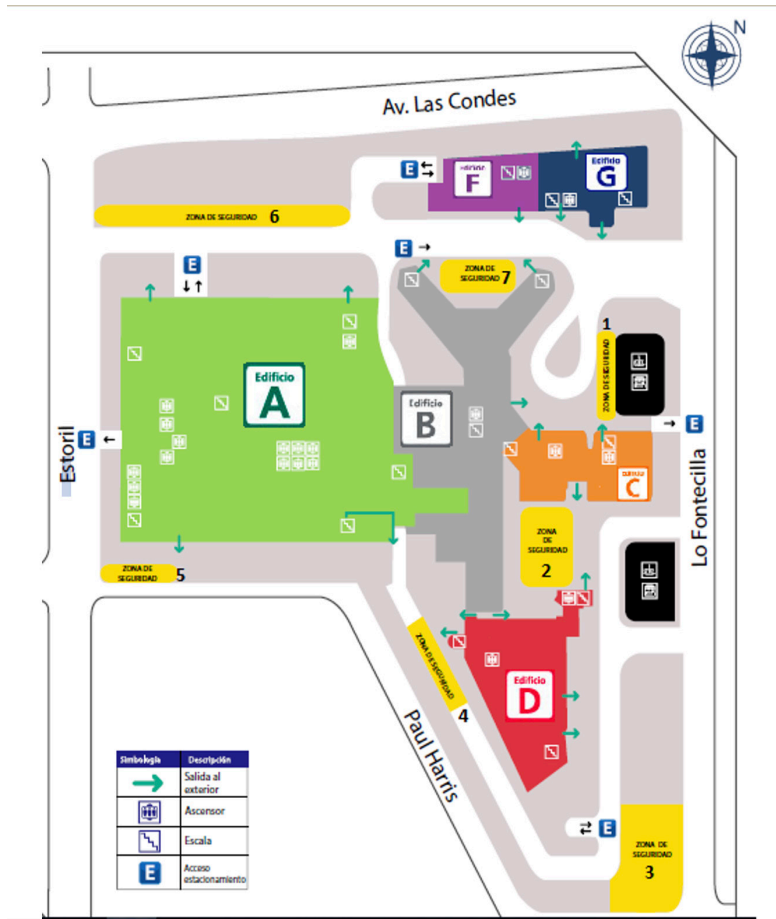 N
Av. Las Condes
Edificio
F
Edificio
G
E
ZONA DE SEGURIDAD 6
E
ZONA DE
SEGURIDAD 7
E
1
ZONA DE SEGURIDAD
Edificio
A
Edificio
B
E
Estoril
E
Edificio
C
Lo Fontecilla
ZONA
DE
SEGURIDAD
2
ZONA DE
SEGURIDAD 5
ZONA DE SEGURIDAD
4
Edificio
D
Paul Harris
E
ZONA DE
SEGURIDAD
3
Simbología Descripción
Salida al
exterior
Ascensor
Escala
E Acceso
estacionamiento